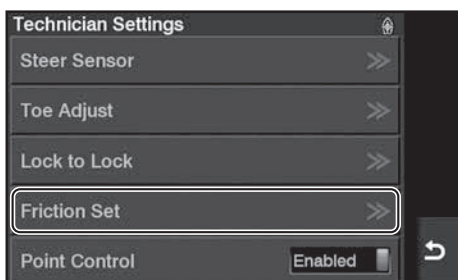 Technician Settings
Steer Sensor
Toe Adjust
Lock to Lock
Friction Set
Point Control Enabled